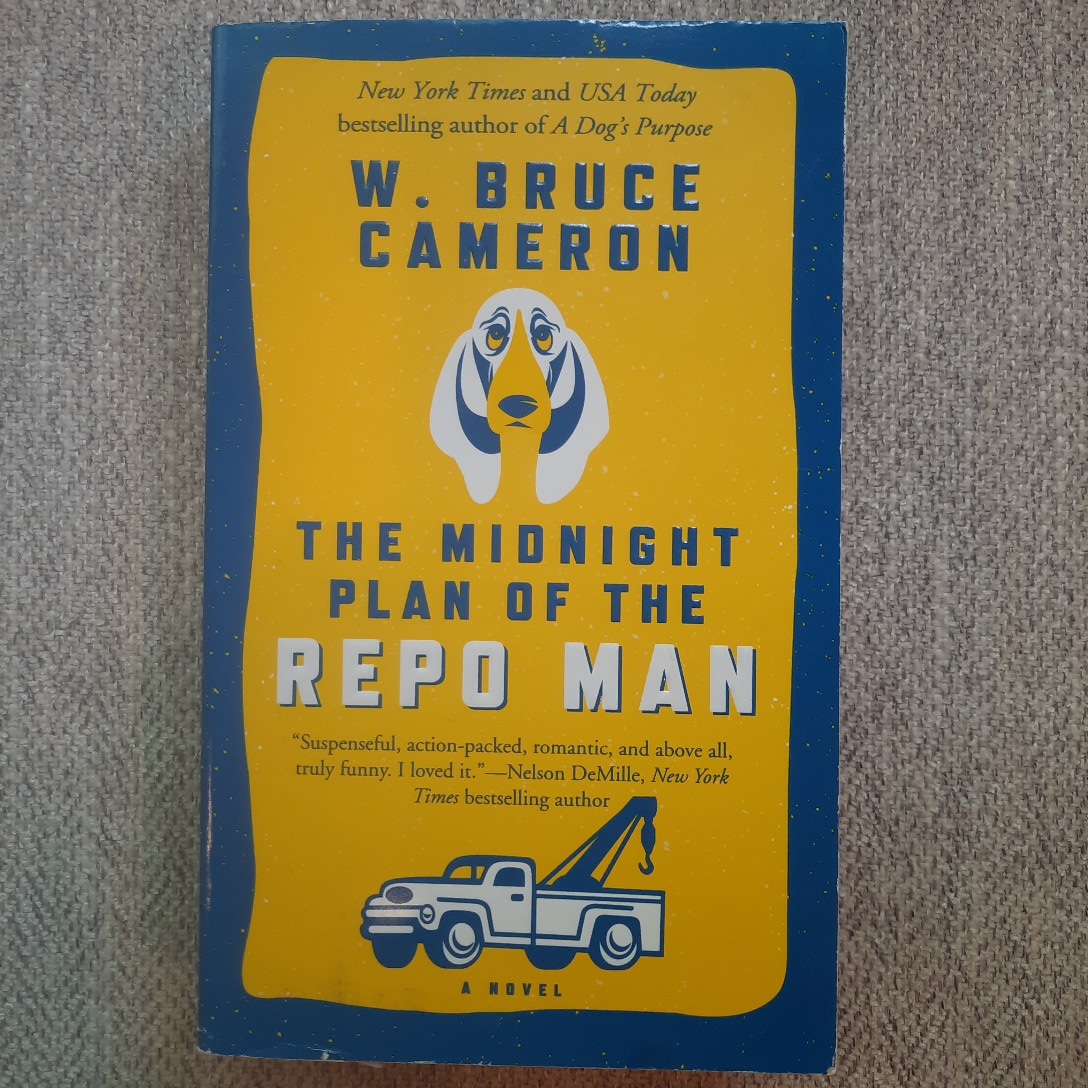 New York Times and USA Today
bestselling author of A Dog's Purpose
W. BRUCE
CAMERON
THE MIDNIGHT
PLAN OF THE
REPO MAN
“Suspenseful, action-packed, romantic, and above all,
truly funny. I loved it.”—Nelson DeMille, New York
Times bestselling author
A NOVEL